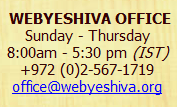 WEBYESHIVA OFFICE
Sunday - Thursday
8:00am - 5:30 pm (IST)
+972 (0)2-567-1719
office@webyeshiva.org